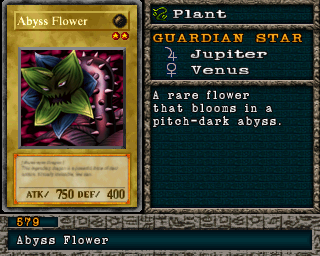 Abyss Flower
ATK/ 750 DEF/ 400
Plant
GUARDIAN STAR
♃ Jupiter
♀ Venus
A rare flower
that blooms in a
pitch-dark abyss.
579
Abyss Flower